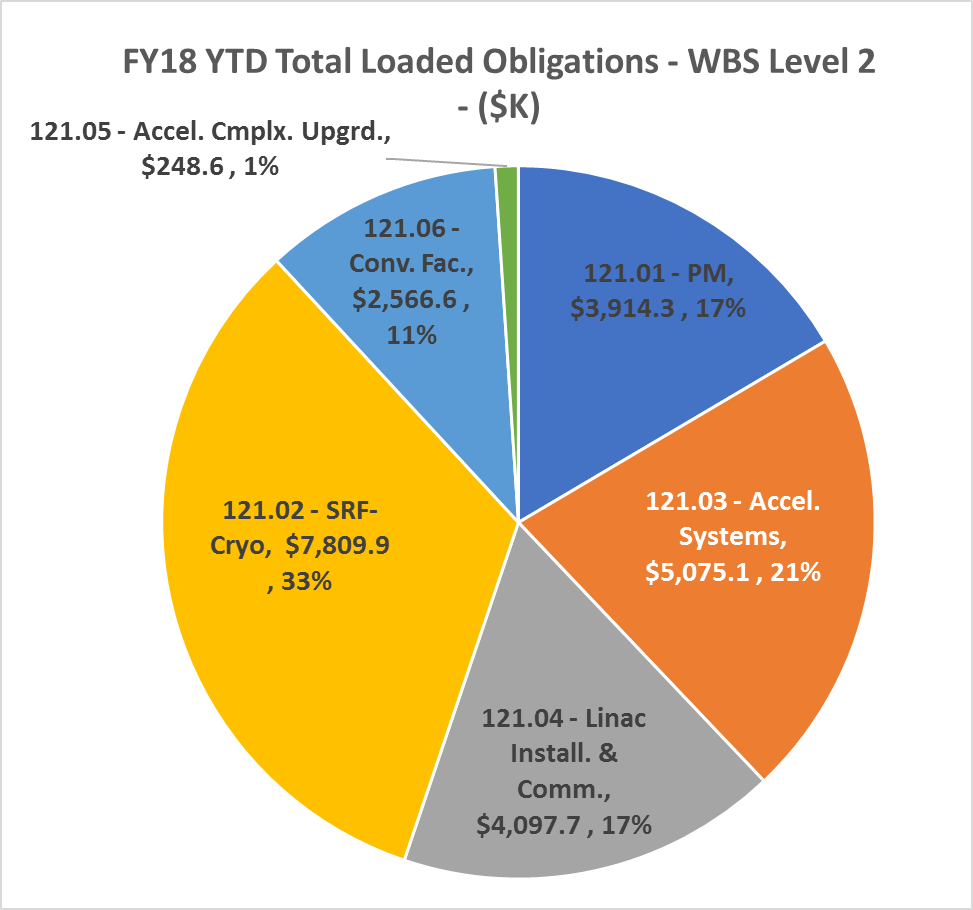 FY18 YTD Total Loaded Obligations - WBS Level 2
- ($K)
121.05 - Accel. Cmplx. Upgrd.,
$248.6 , 1%
121.06 -
Conv. Fac.,
$2,566.6 ,
11%
121.01 - PM,
$3,914.3 , 17%
121.03 - Accel.
Systems,
$5,075.1 , 21%
121.02 - SRF-
Cryo,  $7,809.9
, 33%
121.04 - Linac
Install. &
Comm.,
$4,097.7 , 17%